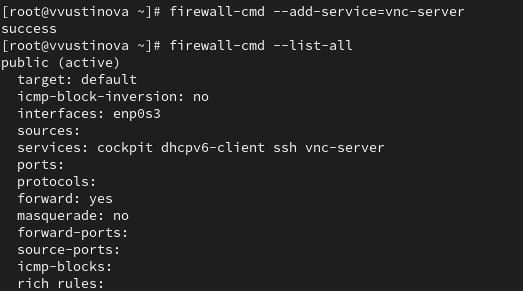 [root@vvustinova ~]# firewall-cmd --add-service=vnc-server
success
[root@vvustinova ~]# firewall-cmd --list-all
public (active)
  target: default
  icmp-block-inversion: no
  interfaces: enp0s3
  sources:
  services: cockpit dhcpv6-client ssh vnc-server
  ports:
  protocols:
  forward: yes
  masquerade: no
  forward-ports:
  source-ports:
  icmp-blocks:
  rich rules: